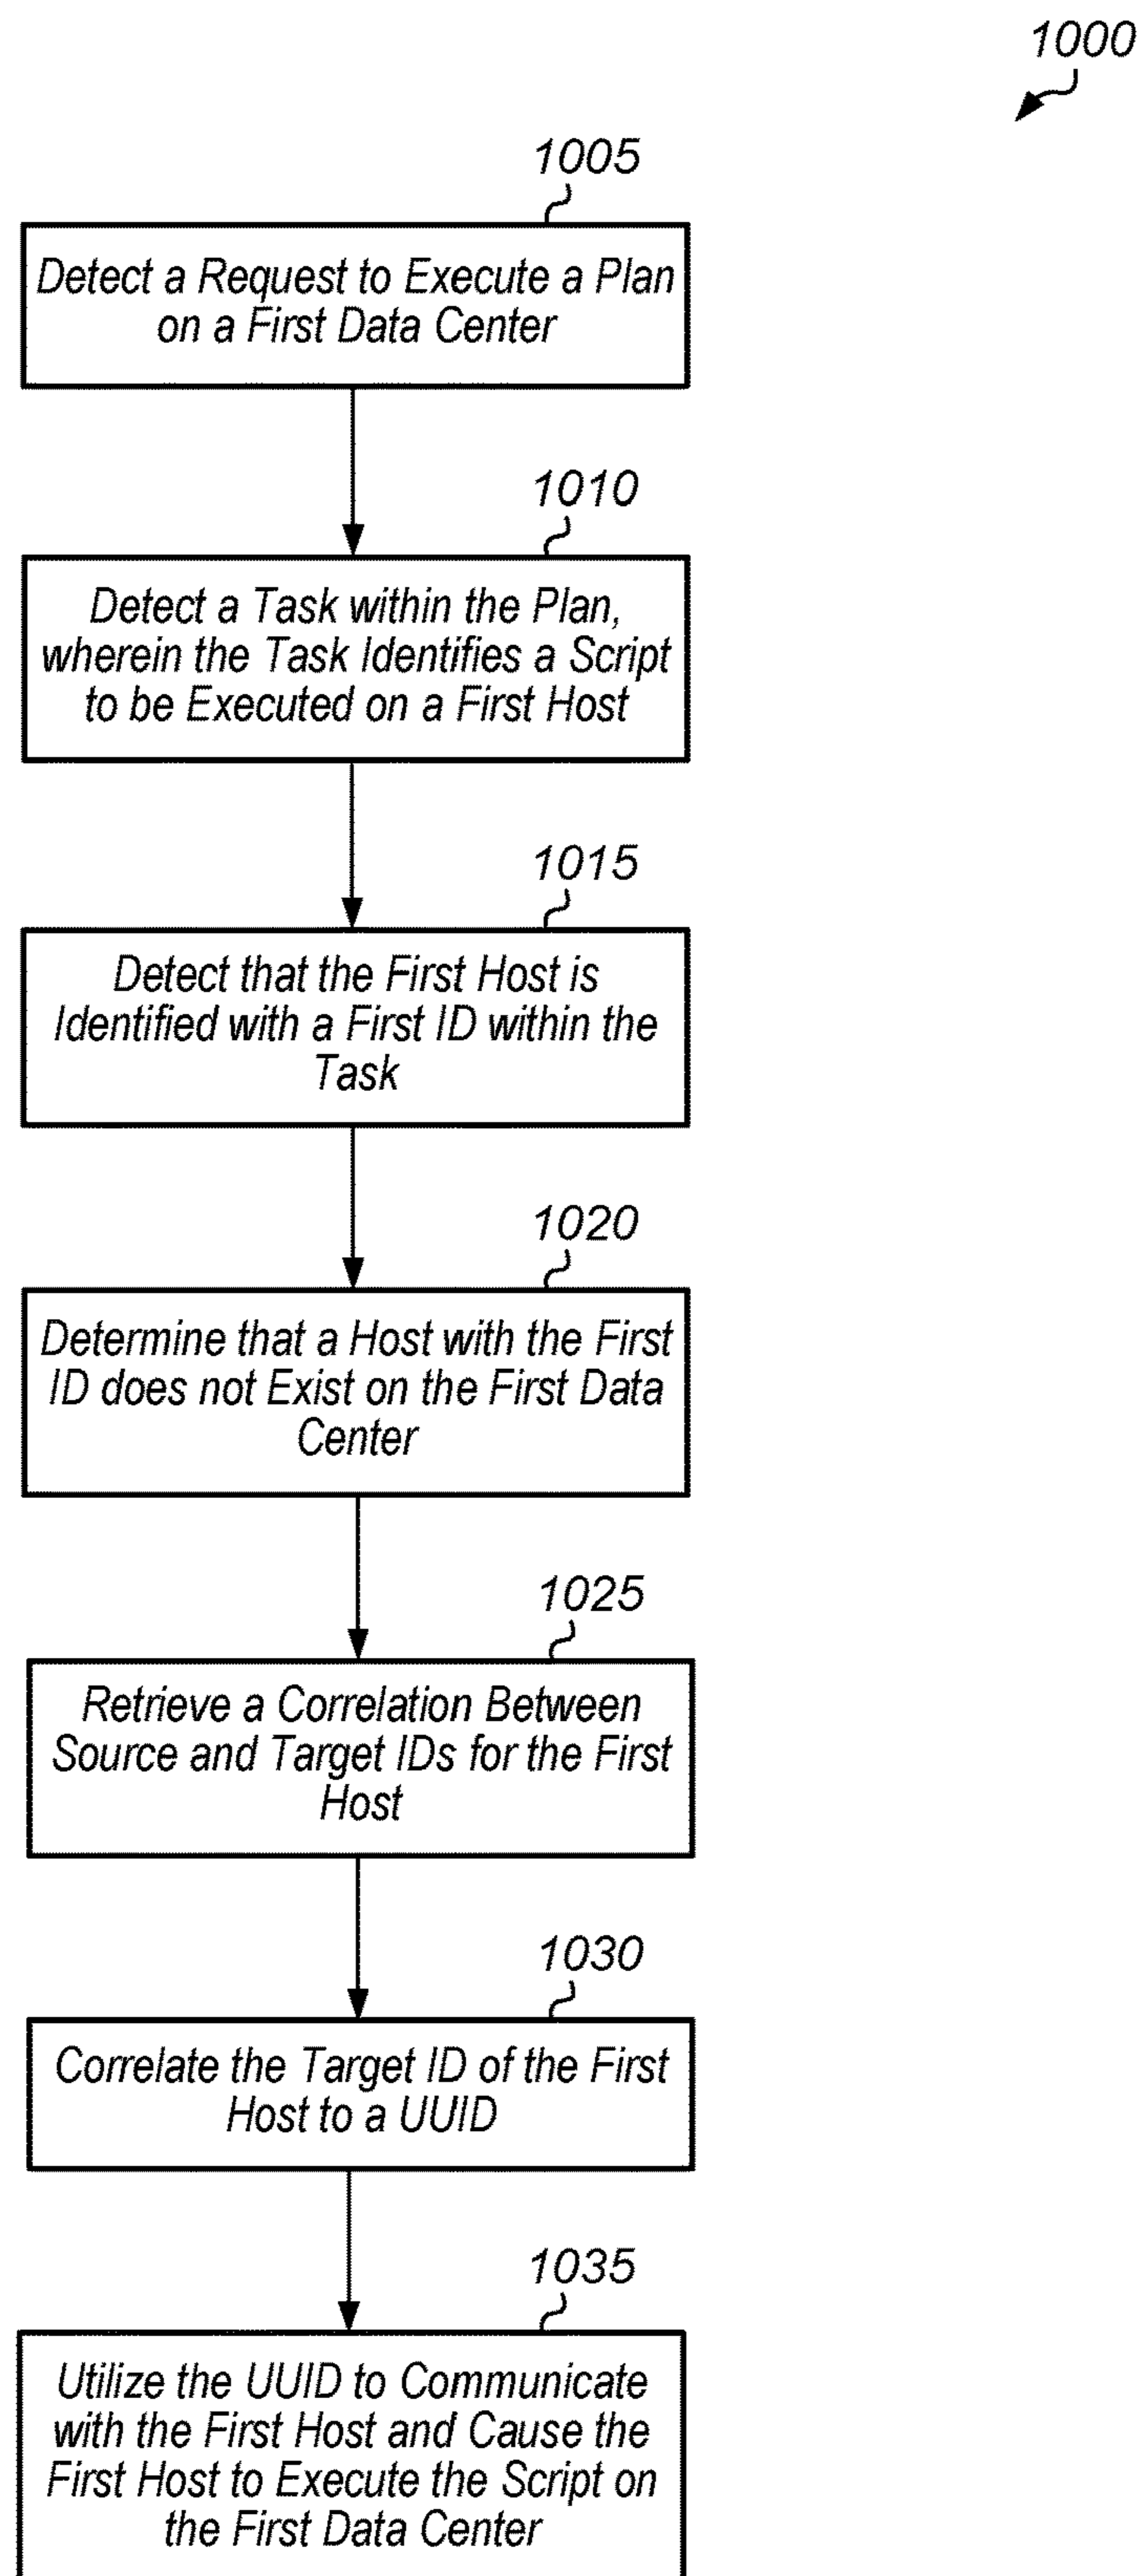 1000
1005
Detect a Request to Execute a Plan
on a First Data Center
1010
Detect a Task within the Plan,
wherein the Task Identifies a Script
to be Executed on a First Host
1015
Detect that the First Host is
Identified with a First ID within the
Task
1020
Determine that a Host with the First
ID does not Exist on the First Data
Center
1025
Retrieve a Correlation Between
Source and Target IDs for the First
Host
1030
Correlate the Target ID of the First
Host to a UUID
1035
Utilize the UUID to Communicate
with the First Host and Cause the
First Host to Execute the Script on
the First Data Center